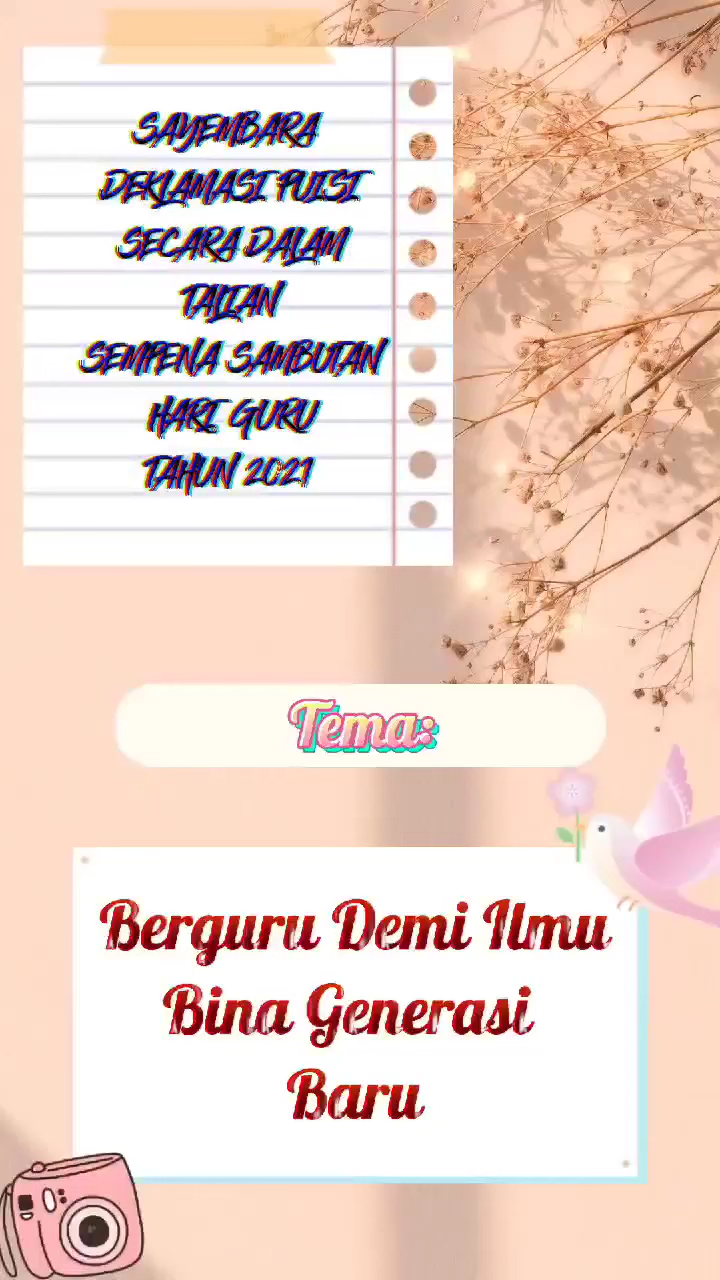 SAYEMBARA
DEKLAMASI PUISI
SECARA DALAM
TALIAN
SEMPENA SAMBUTAN
HARI GURU
TAHUN 2021
Tema:
Berguru Demi Ilmu
Bina Generasi
Baru